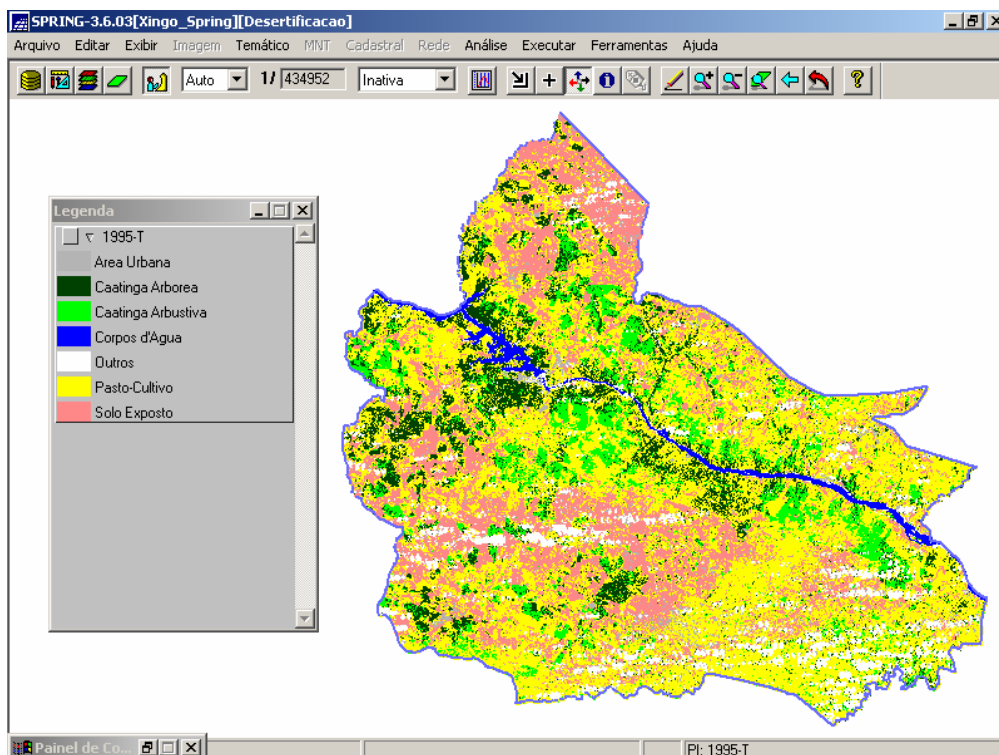 SPRING-3.6.03[Xingo_Spring][Desertificacao]
Arquivo Editar Exibir Imagem Temático MNT Cadastral Rede Análise Executar Ferramentas Ajuda
Auto 1/ 434952 Inativa
Legenda
1995-T
Area Urbana
Caatinga Arborea
Caatinga Arbustiva
Corpos d'Agua
Outros
Pasto-Cultivo
Solo Exposto
Painel de Co...
PI: 1995-T